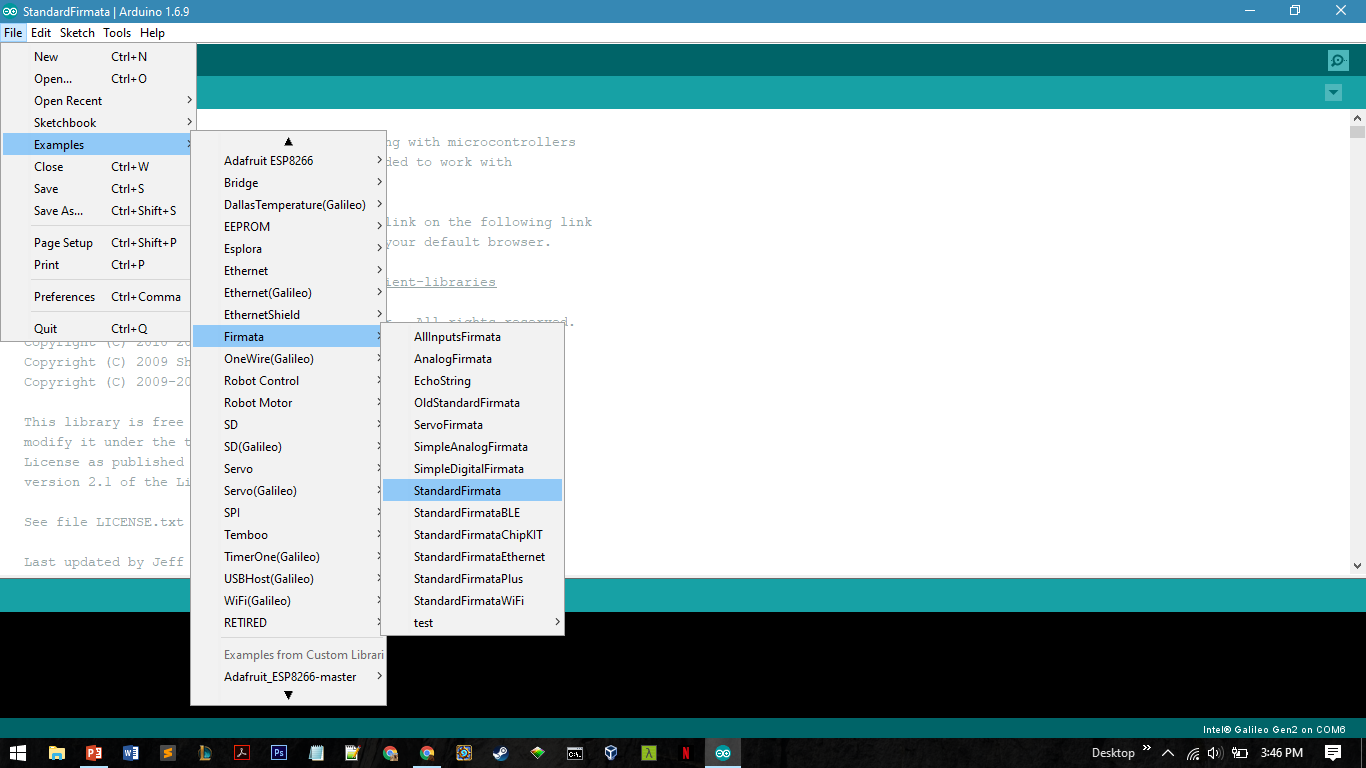 StandardFirmata | Arduino 1.6.9
File Edit Sketch Tools Help
New Ctrl+N
Open... Ctrl+O
Open Recent
Sketchbook
Examples
Close Ctrl+W
Save Ctrl+S
Save As... Ctrl+Shift+S
Page Setup Ctrl+Shift+P
Print Ctrl+P
Preferences Ctrl+Comma
Quit Ctrl+Q
Adafruit ESP8266
Bridge
DallasTemperature(Galileo)
EEPROM
Esplora
Ethernet
Ethernet(Galileo)
EthernetShield
Firmata
OneWire(Galileo)
Robot Control
Robot Motor
SD
SD(Galileo)
Servo
Servo(Galileo)
SPI
Temboo
TimerOne(Galileo)
USBHost(Galileo)
WiFi(Galileo)
RETIRED
Examples from Custom Librari
Adafruit_ESP8266-master
AllInputsFirmata
AnalogFirmata
EchoString
OldStandardFirmata
ServoFirmata
SimpleAnalogFirmata
SimpleDigitalFirmata
StandardFirmata
StandardFirmataBLE
StandardFirmataChipKIT
StandardFirmataEthernet
StandardFirmataPlus
StandardFirmataWiFi
test
ng with microcontrollers
ded to work with
link on the following link
your default browser.
ient-libraries
All rights reserved.
Copyright (C) 2010-20
Copyright (C) 2009 Sh
Copyright (C) 2009-20
This library is free
modify it under the t
License as published
version 2.1 of the Li
See file LICENSE.txt
Last updated by Jeff
Intel® Galileo Gen2 on COM6
Desktop 3:46 PM